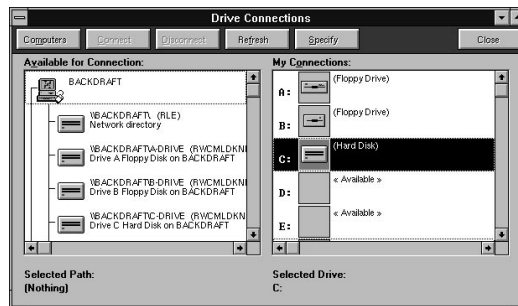 Drive Connections
Computers Connect Disconnect Refresh Specify Close
Available for Connection:
BACKDRAFT
\\BACKDRAFT\ (RLE)
Network directory
\\BACKDRAFT\A-DRIVE (RWCMLDKN
Drive A Floppy Disk on BACKDRAFT
\\BACKDRAFT\B-DRIVE (RWCMLDKN
Drive B Floppy Disk on BACKDRAFT
\\BACKDRAFT\C-DRIVE (RWCMLDKN
Drive C Hard Disk on BACKDRAFT
Selected Path:
(Nothing)
My Connections:
A: (Floppy Drive)
B: (Floppy Drive)
C: (Hard Disk)
D: « Available »
E: « Available »
Selected Drive:
C: